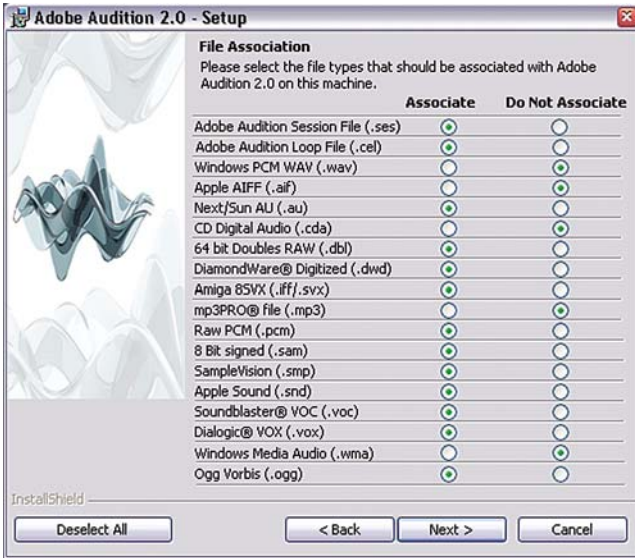 Adobe Audition 2.0 - Setup
File Association
Please select the file types that should be associated with Adobe
Audition 2.0 on this machine.
Associate Do Not Associate
Adobe Audition Session File (.ses)
Adobe Audition Loop File (.cel)
Windows PCM WAV (.wav)
Apple AIFF (.aif)
Next/Sun AU (.au)
CD Digital Audio (.cda)
64 bit Doubles RAW (.dbl)
DiamondWare® Digitized (.dwd)
Amiga 8SVX (.iff/.svx)
mp3PRO® file (.mp3)
Raw PCM (.pcm)
8 Bit signed (.sam)
SampleVision (.smp)
Apple Sound (.snd)
Soundblaster® VOC (.voc)
Dialogic® VOX (.vox)
Windows Media Audio (.wma)
Ogg Vorbis (.ogg)
InstallShield
Deselect All < Back Next > Cancel